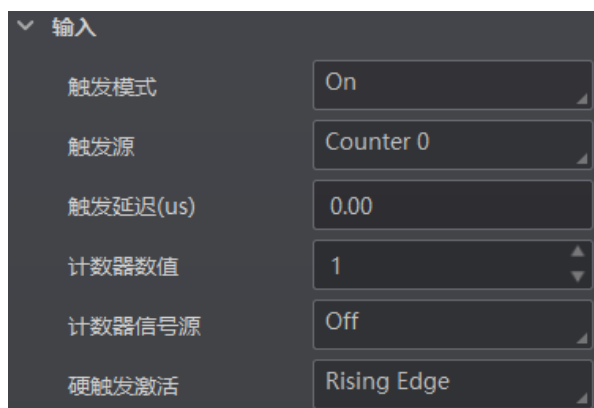 输入
触发模式 On
触发源 Counter 0
触发延迟(us) 0.00
计数器数值 1
计数器信号源 Off
硬触发激活 Rising Edge